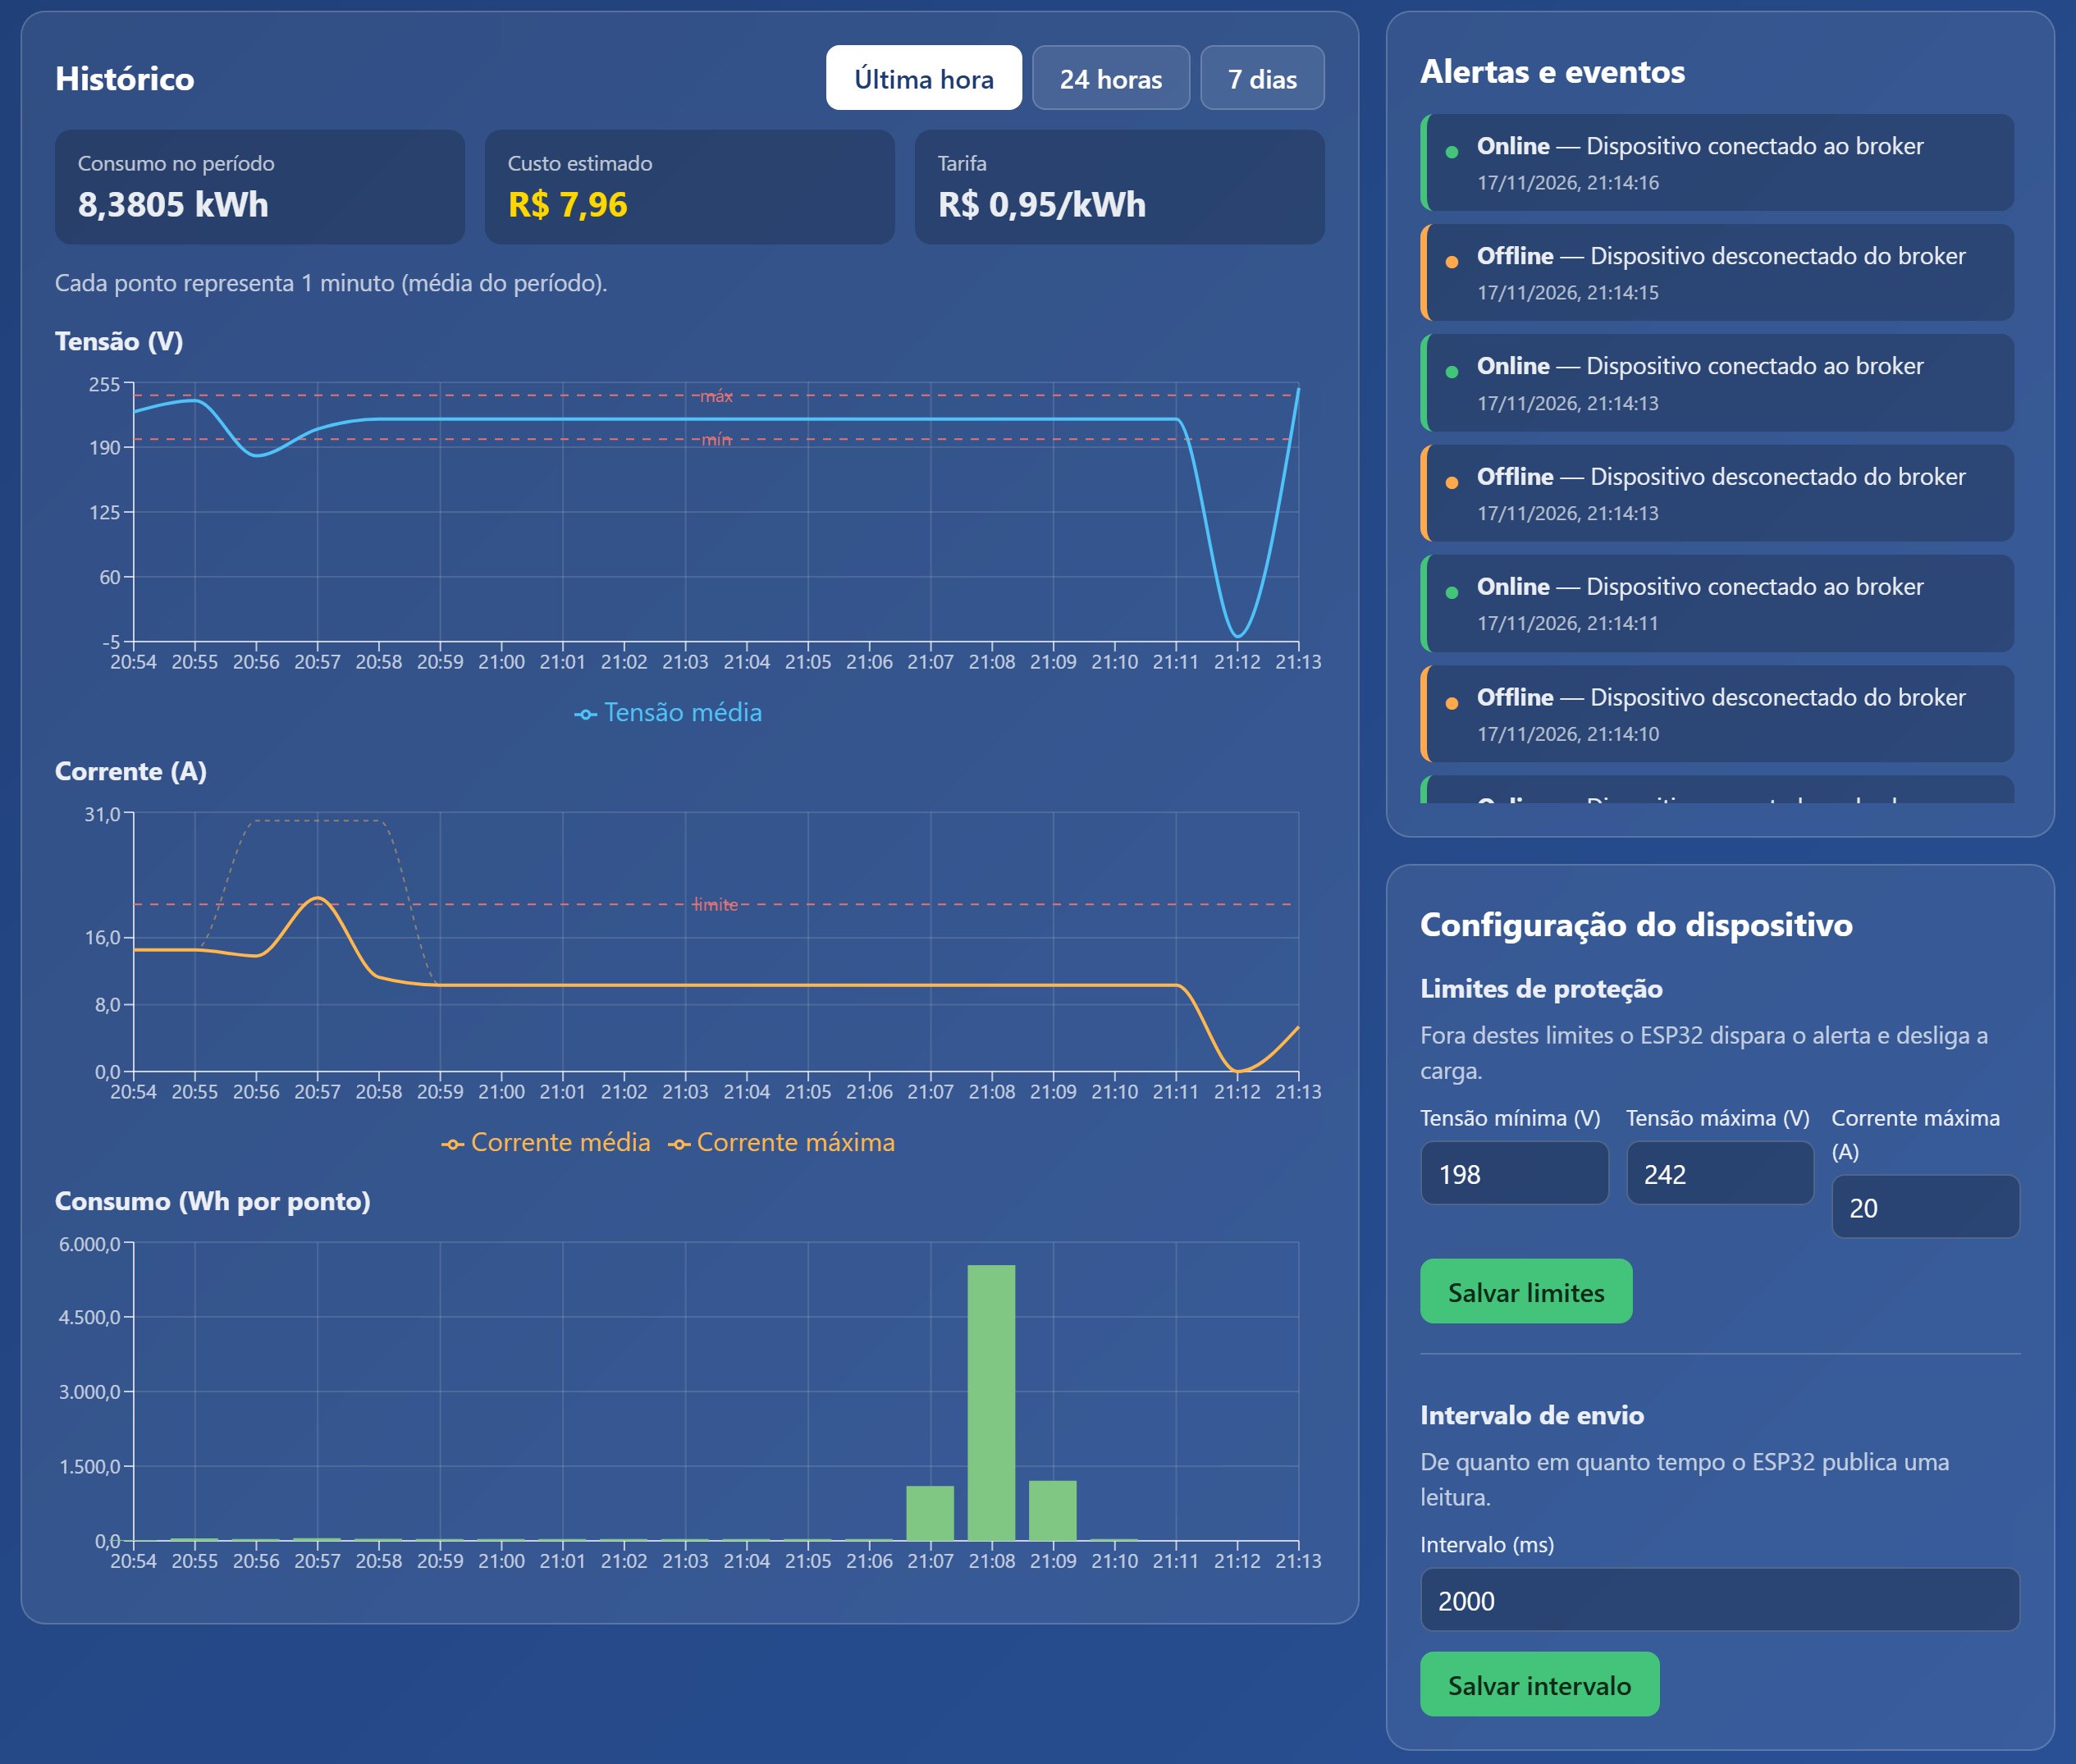 Histórico
Última hora
24 horas
7 dias
Consumo no período
8,3805 kWh
Custo estimado
R$ 7,96
Tarifa
R$ 0,95/kWh
Cada ponto representa 1 minuto (média do período).
Tensão (V)
255
190
125
60
-5
máx
mín
20:54 20:55 20:56 20:57 20:58 20:59 21:00 21:01 21:02 21:03 21:04 21:05 21:06 21:07 21:08 21:09 21:10 21:11 21:12 21:13
Tensão média
Corrente (A)
31,0
16,0
8,0
0,0
limite
20:54 20:55 20:56 20:57 20:58 20:59 21:00 21:01 21:02 21:03 21:04 21:05 21:06 21:07 21:08 21:09 21:10 21:11 21:12 21:13
Corrente média Corrente máxima
Consumo (Wh por ponto)
6.000,0
4.500,0
3.000,0
1.500,0
0,0
20:54 20:55 20:56 20:57 20:58 20:59 21:00 21:01 21:02 21:03 21:04 21:05 21:06 21:07 21:08 21:09 21:10 21:11 21:12 21:13
Alertas e eventos
Online — Dispositivo conectado ao broker
17/11/2026, 21:14:16
Offline — Dispositivo desconectado do broker
17/11/2026, 21:14:15
Online — Dispositivo conectado ao broker
17/11/2026, 21:14:13
Offline — Dispositivo desconectado do broker
17/11/2026, 21:14:13
Online — Dispositivo conectado ao broker
17/11/2026, 21:14:11
Offline — Dispositivo desconectado do broker
17/11/2026, 21:14:10
Online — Dispositivo conectado ao broker
Configuração do dispositivo
Limites de proteção
Fora destes limites o ESP32 dispara o alerta e desliga a
carga.
Tensão mínima (V)
198
Tensão máxima (V)
242
Corrente máxima
(A)
20
Salvar limites
Intervalo de envio
De quanto em quanto tempo o ESP32 publica uma
leitura.
Intervalo (ms)
2000
Salvar intervalo